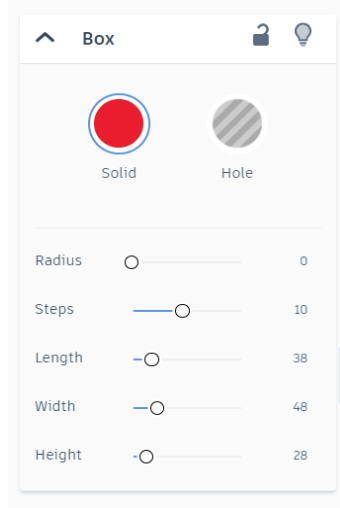 Box
Solid Hole
Radius 0
Steps 10
Length 38
Width 48
Height 28